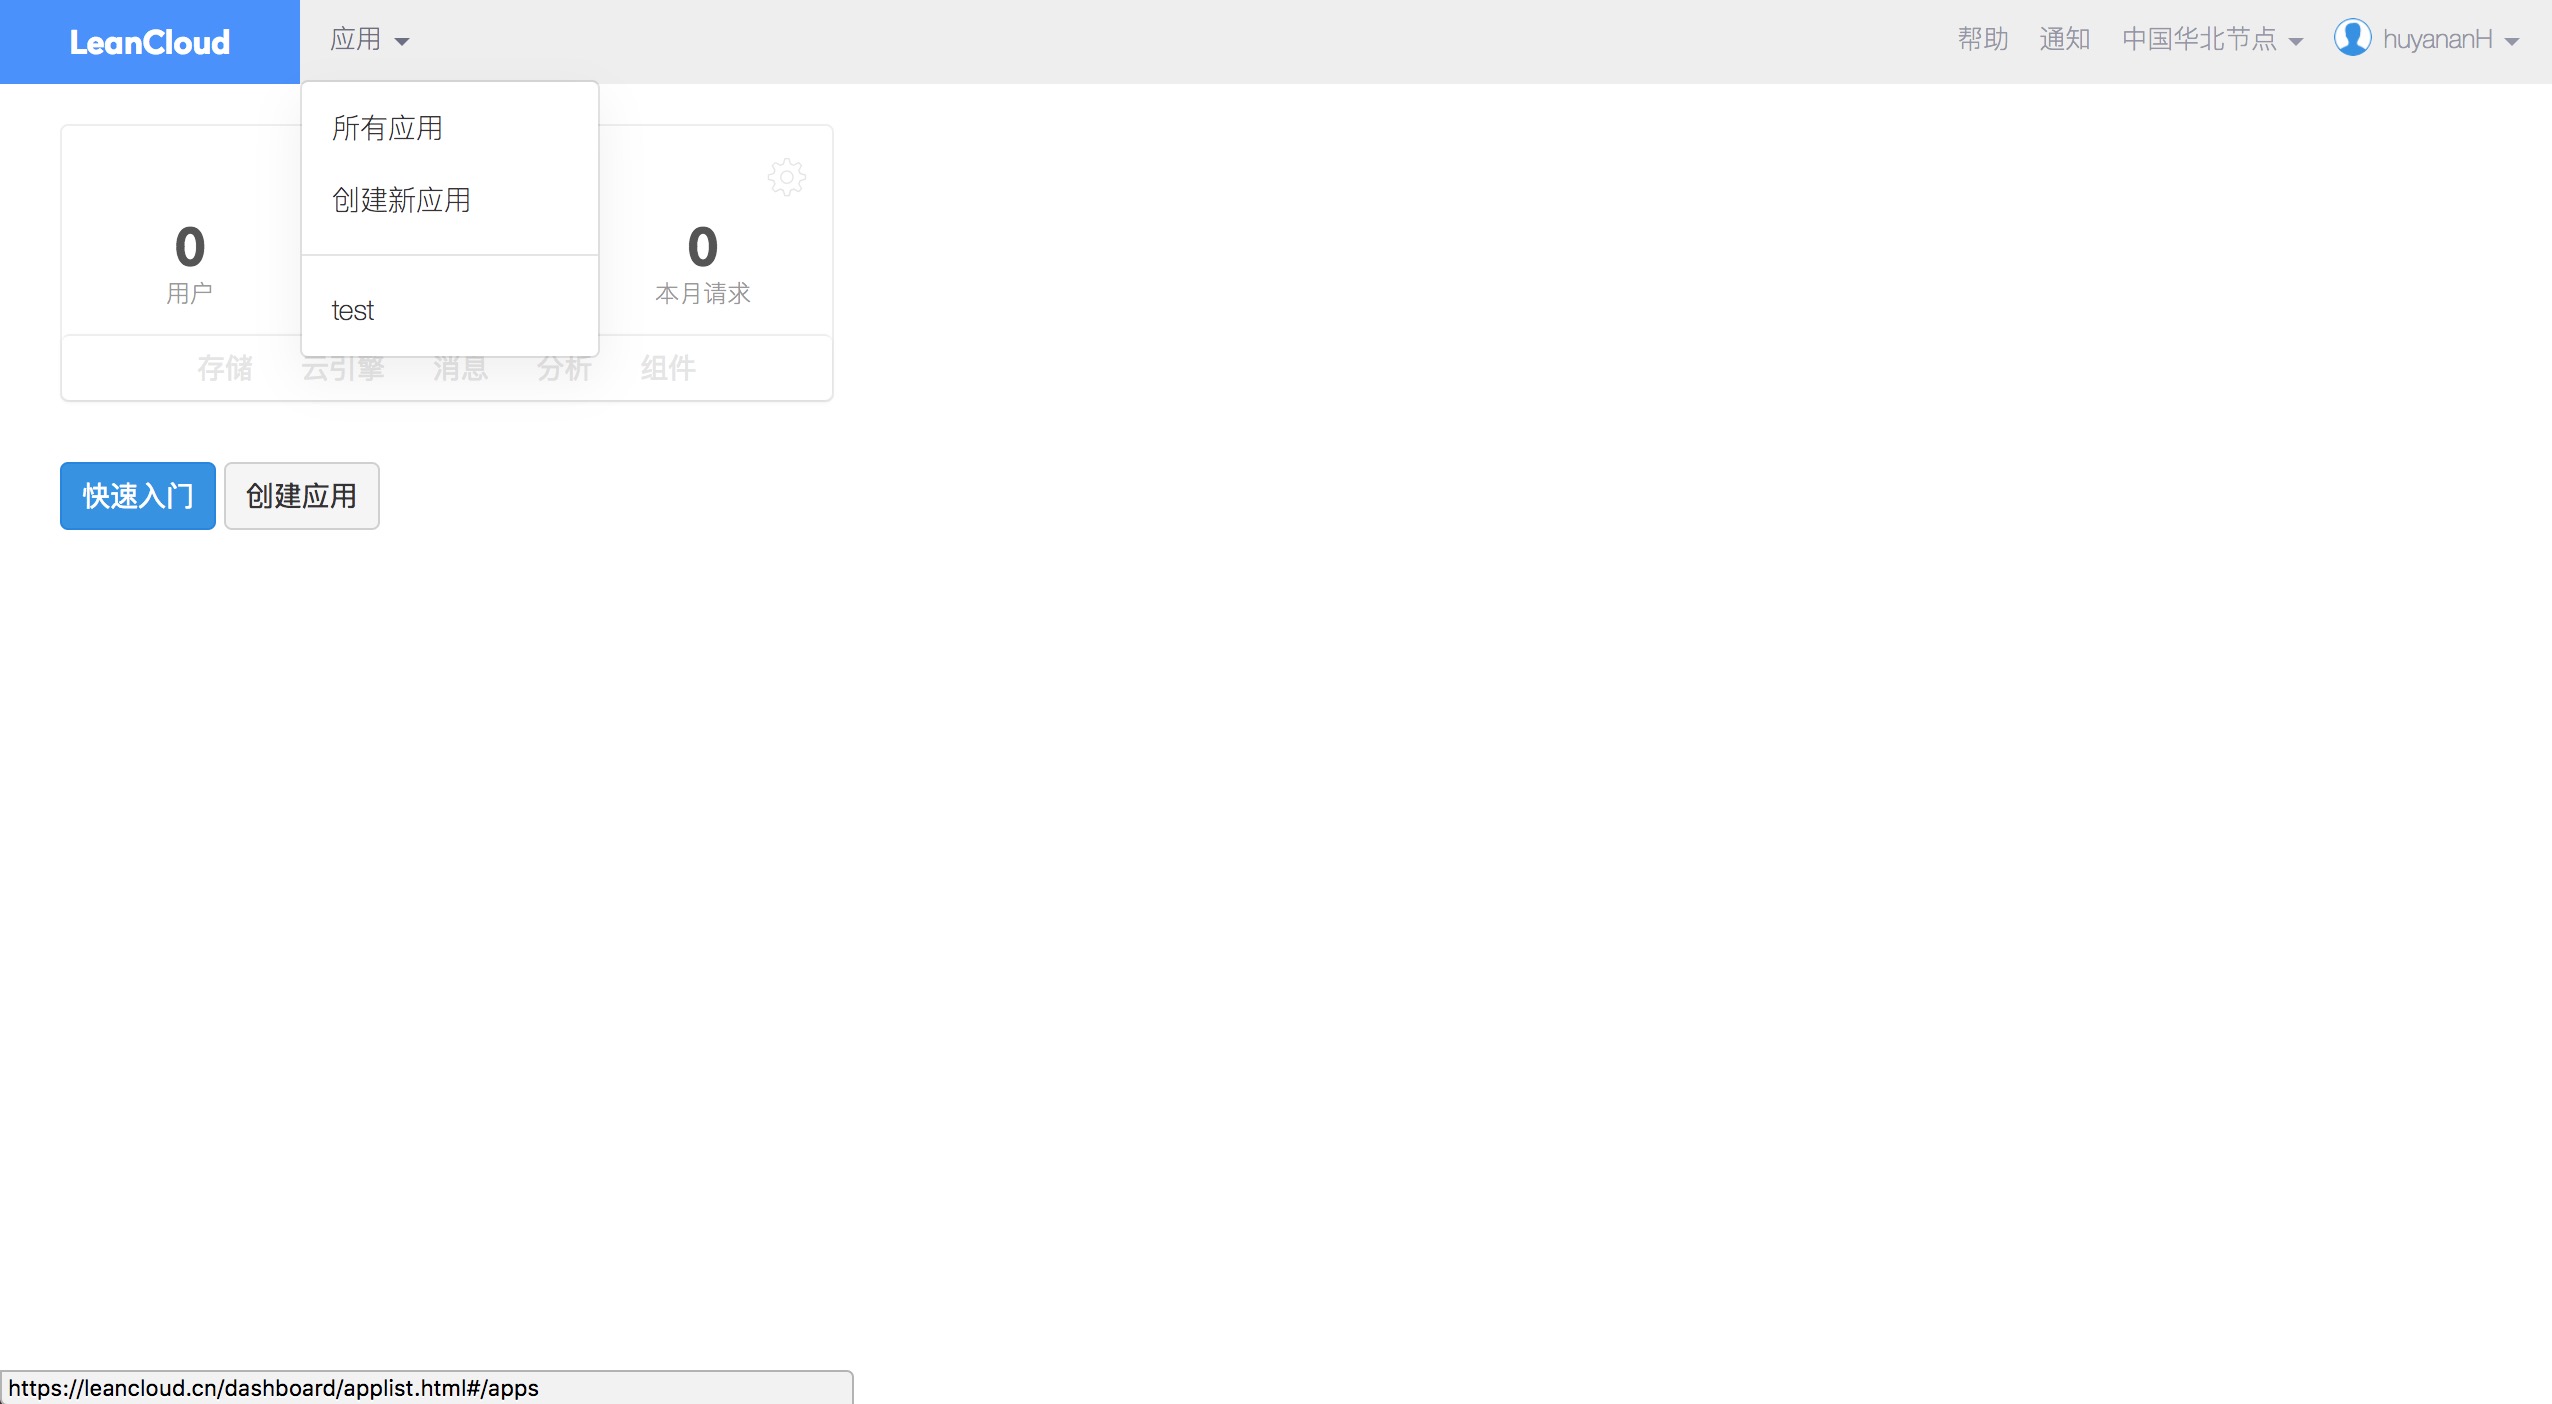 LeanCloud
应用
帮助
通知
中国华北节点
huyananH
所有应用
创建新应用
test
0
用户
0
本月请求
存储
云引擎
消息
分析
组件
快速入门
创建应用
https://leancloud.cn/dashboard/applist.html#/apps